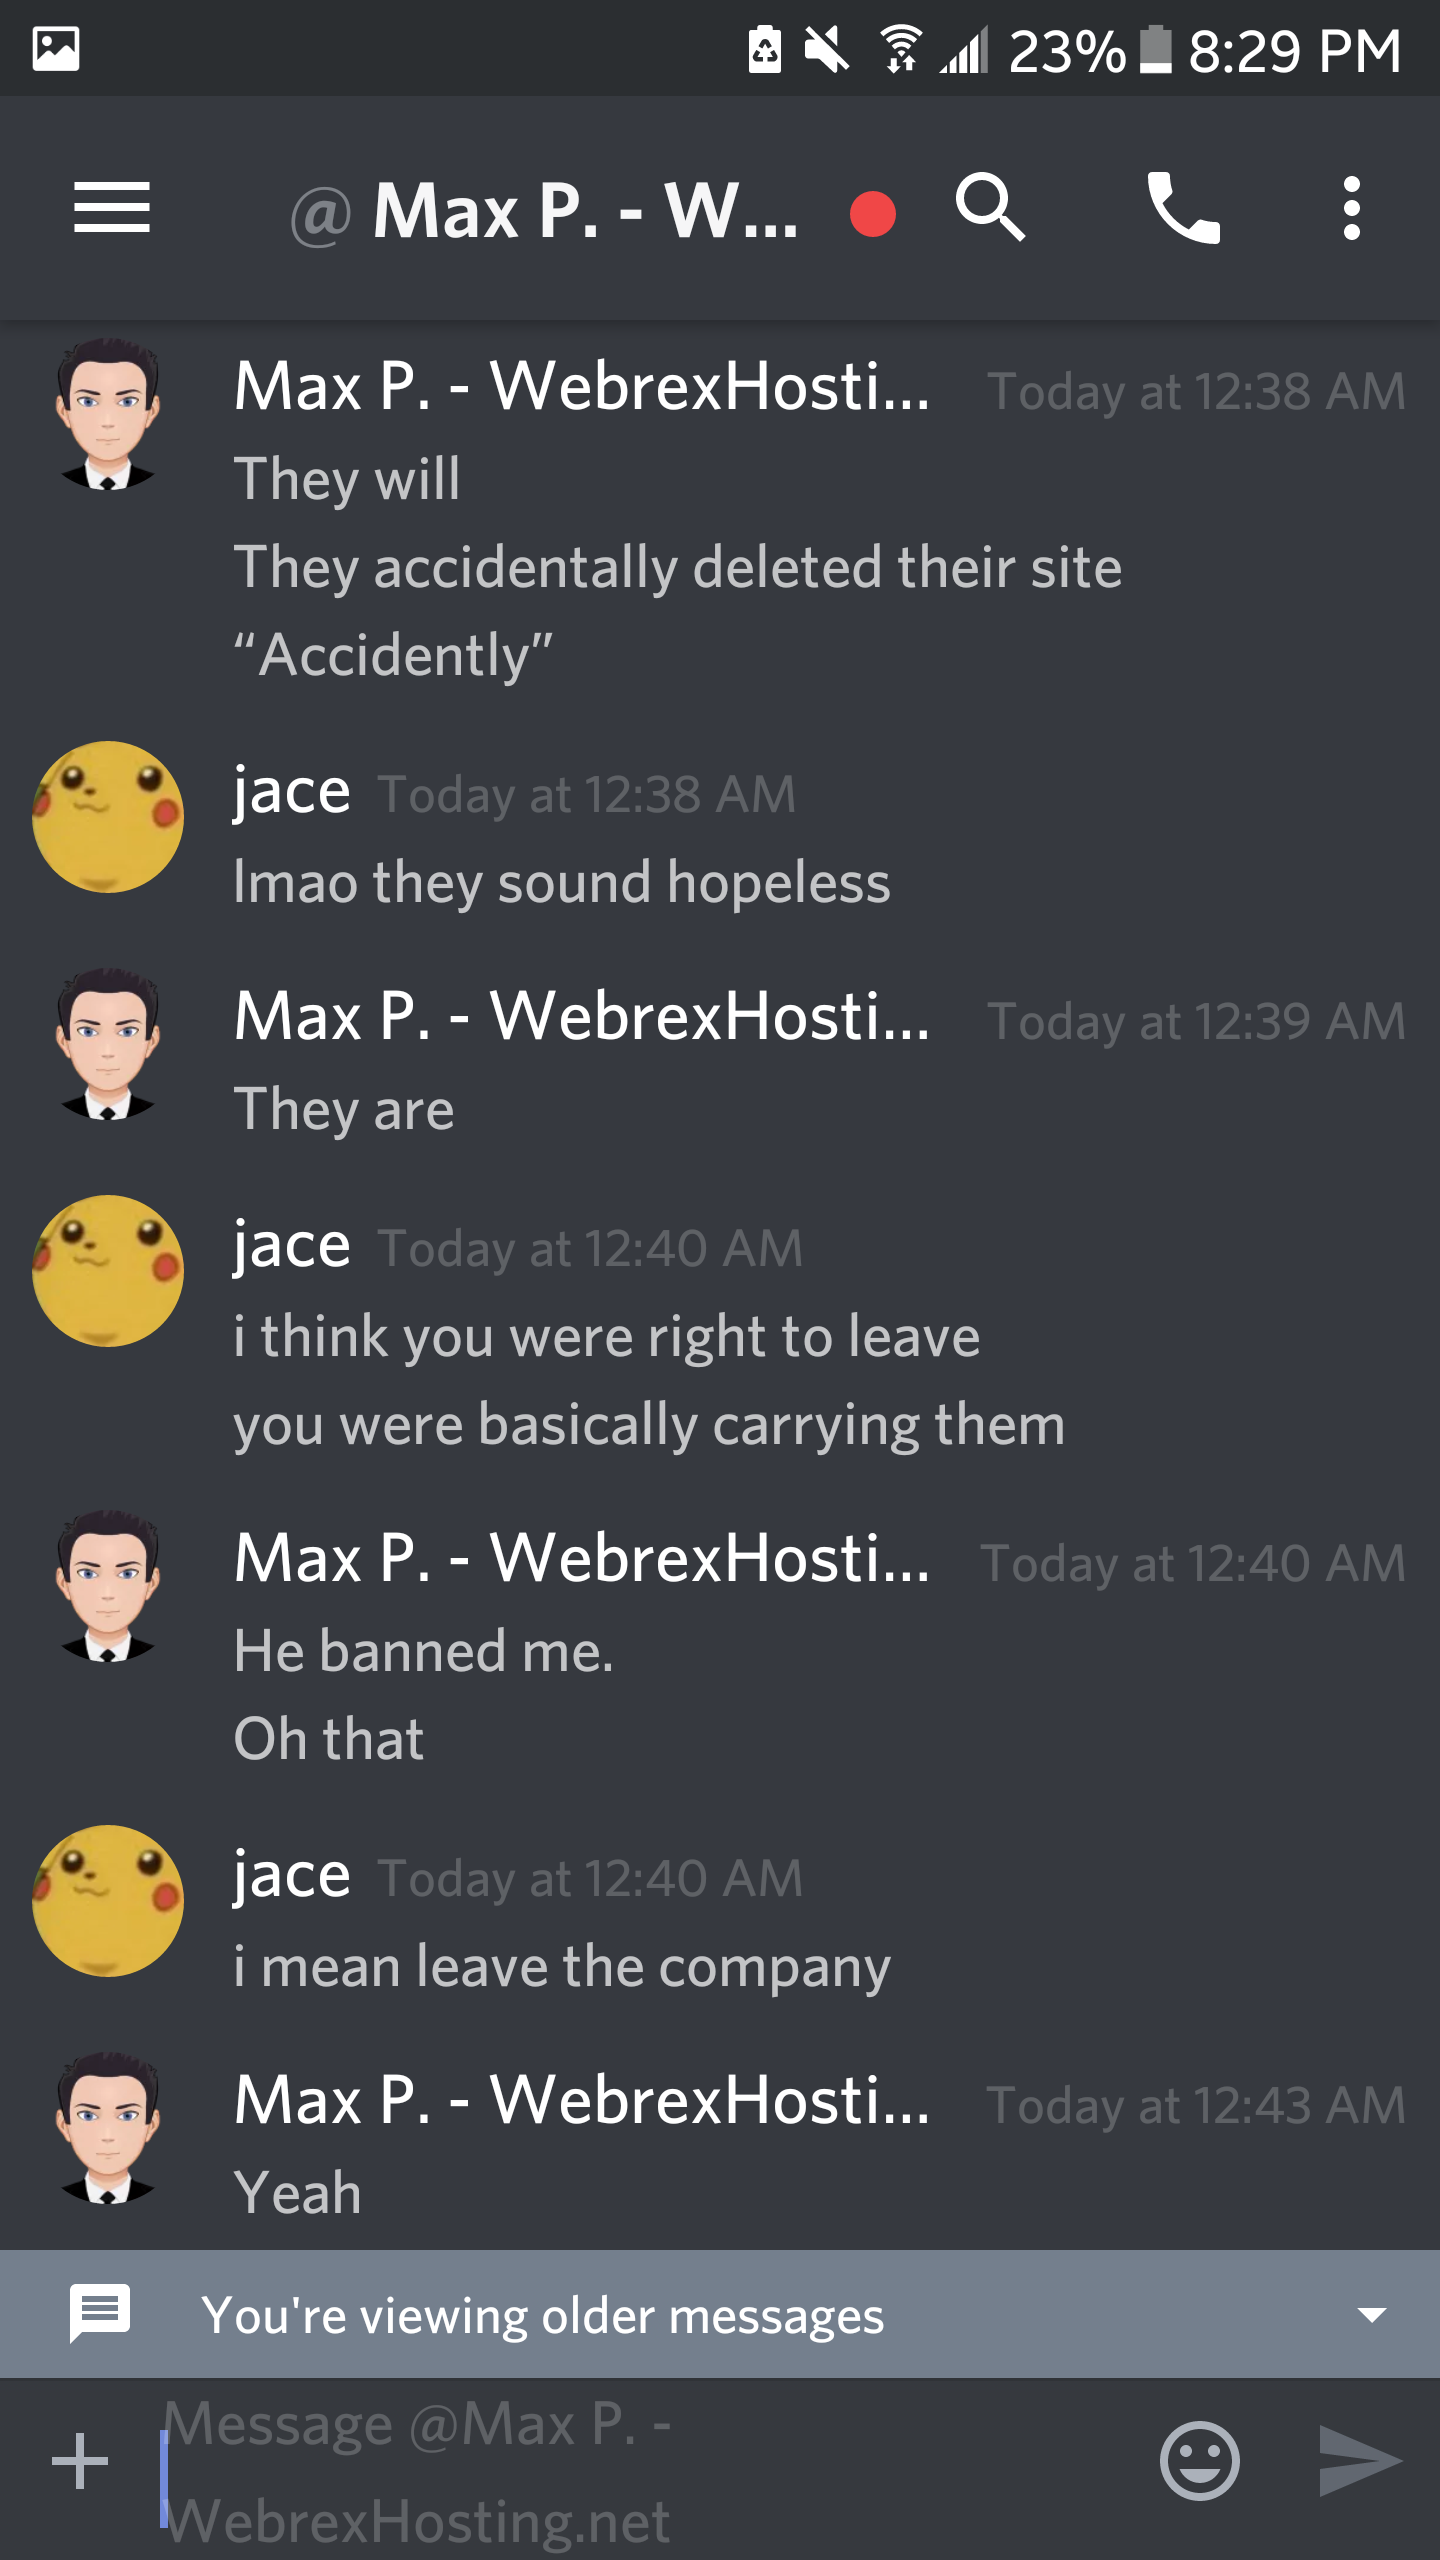 23% 8:29 PM
@ Max P. - W...
Max P. - WebrexHosti... Today at 12:38 AM
They will
They accidentally deleted their site
“Accidently”
jace Today at 12:38 AM
lmao they sound hopeless
Max P. - WebrexHosti... Today at 12:39 AM
They are
jace Today at 12:40 AM
i think you were right to leave
you were basically carrying them
Max P. - WebrexHosti... Today at 12:40 AM
He banned me.
Oh that
jace Today at 12:40 AM
i mean leave the company
Max P. - WebrexHosti... Today at 12:43 AM
Yeah
You're viewing older messages
Message @Max P. -
WebrexHosting.net